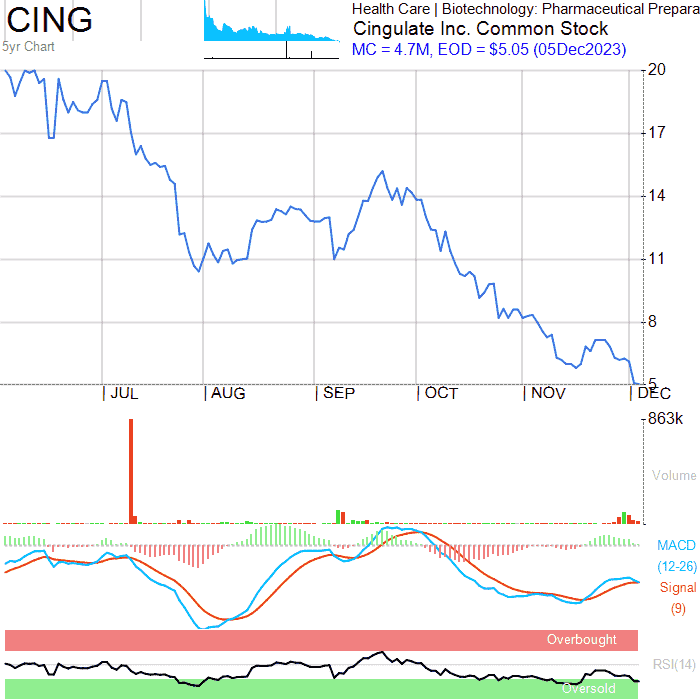 CING
5yr Chart
Health Care | Biotechnology: Pharmaceutical Prepara
Cingulate Inc. Common Stock
MC = 4.7M, EOD = $5.05 (05Dec2023)
20
17
14
11
8
5
JUL
AUG
SEP
OCT
NOV
DEC
863k
Volume
MACD
(12-26)
Signal
(9)
Overbought
RSI(14)
Oversold